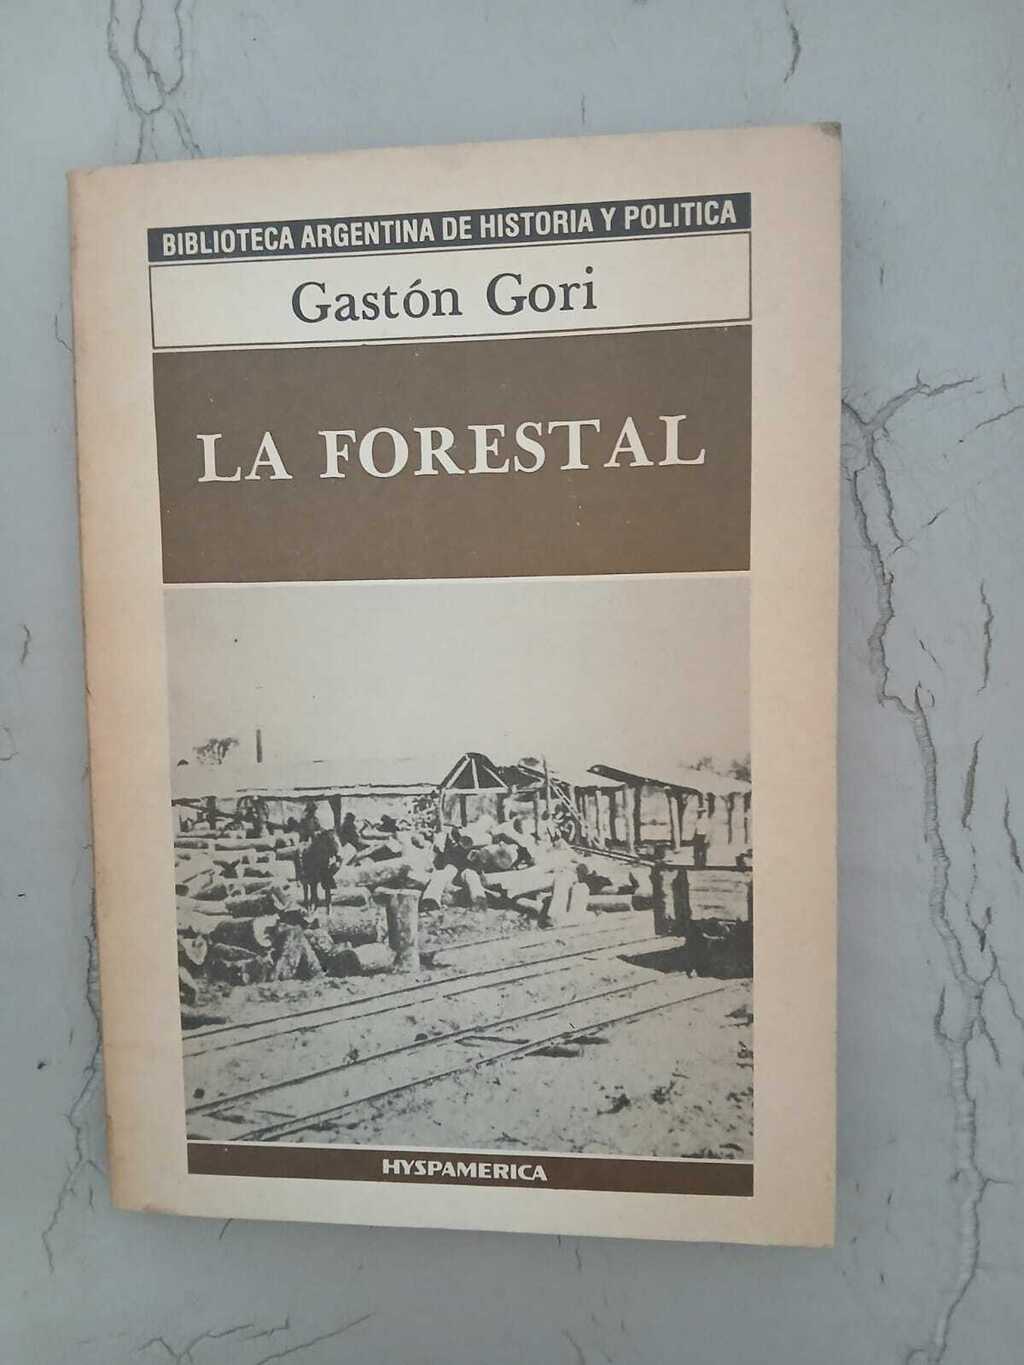 BIBLIOTECA ARGENTINA DE HISTORIA Y POLITICA
Gastón Gori
LA FORESTAL
HYSPAMERICA